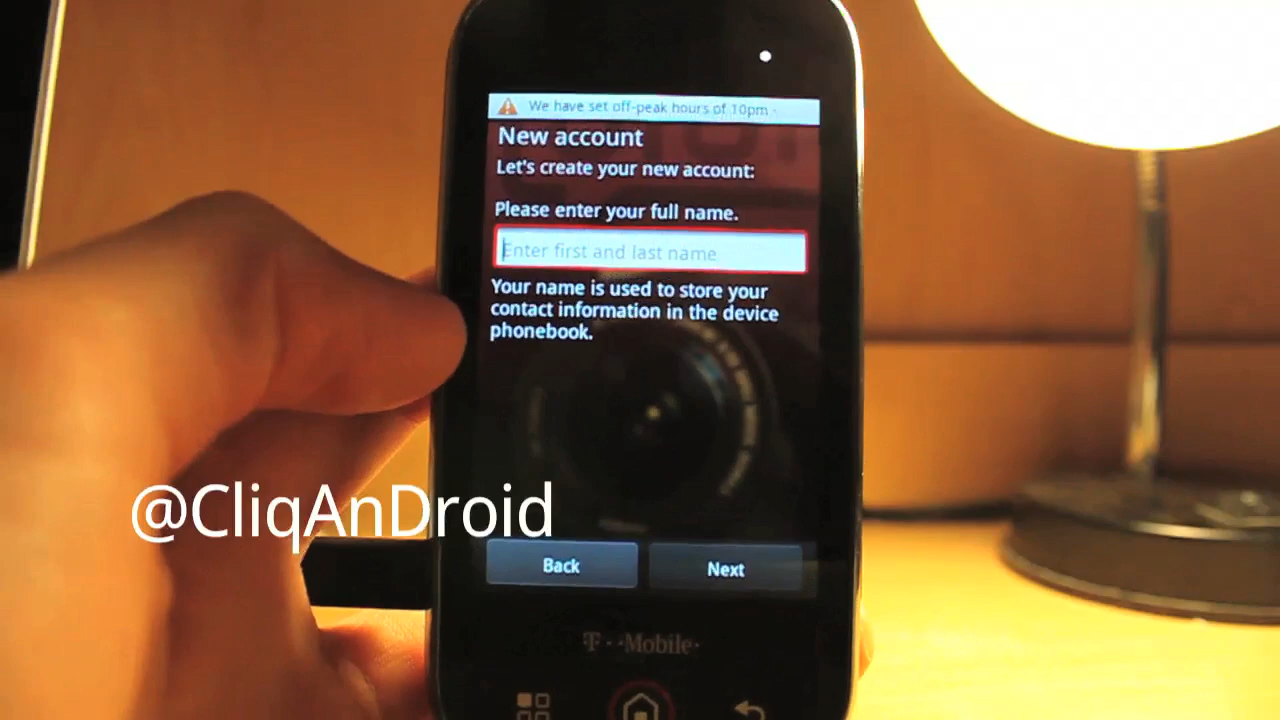 We have set off-peak hours of 10pm -
New account
Let's create your new account:
Please enter your full name.
Enter first and last name
Your name is used to store your
contact information in the device
phonebook.
@CliqAnDroid
Back
Next
T··Mobile·